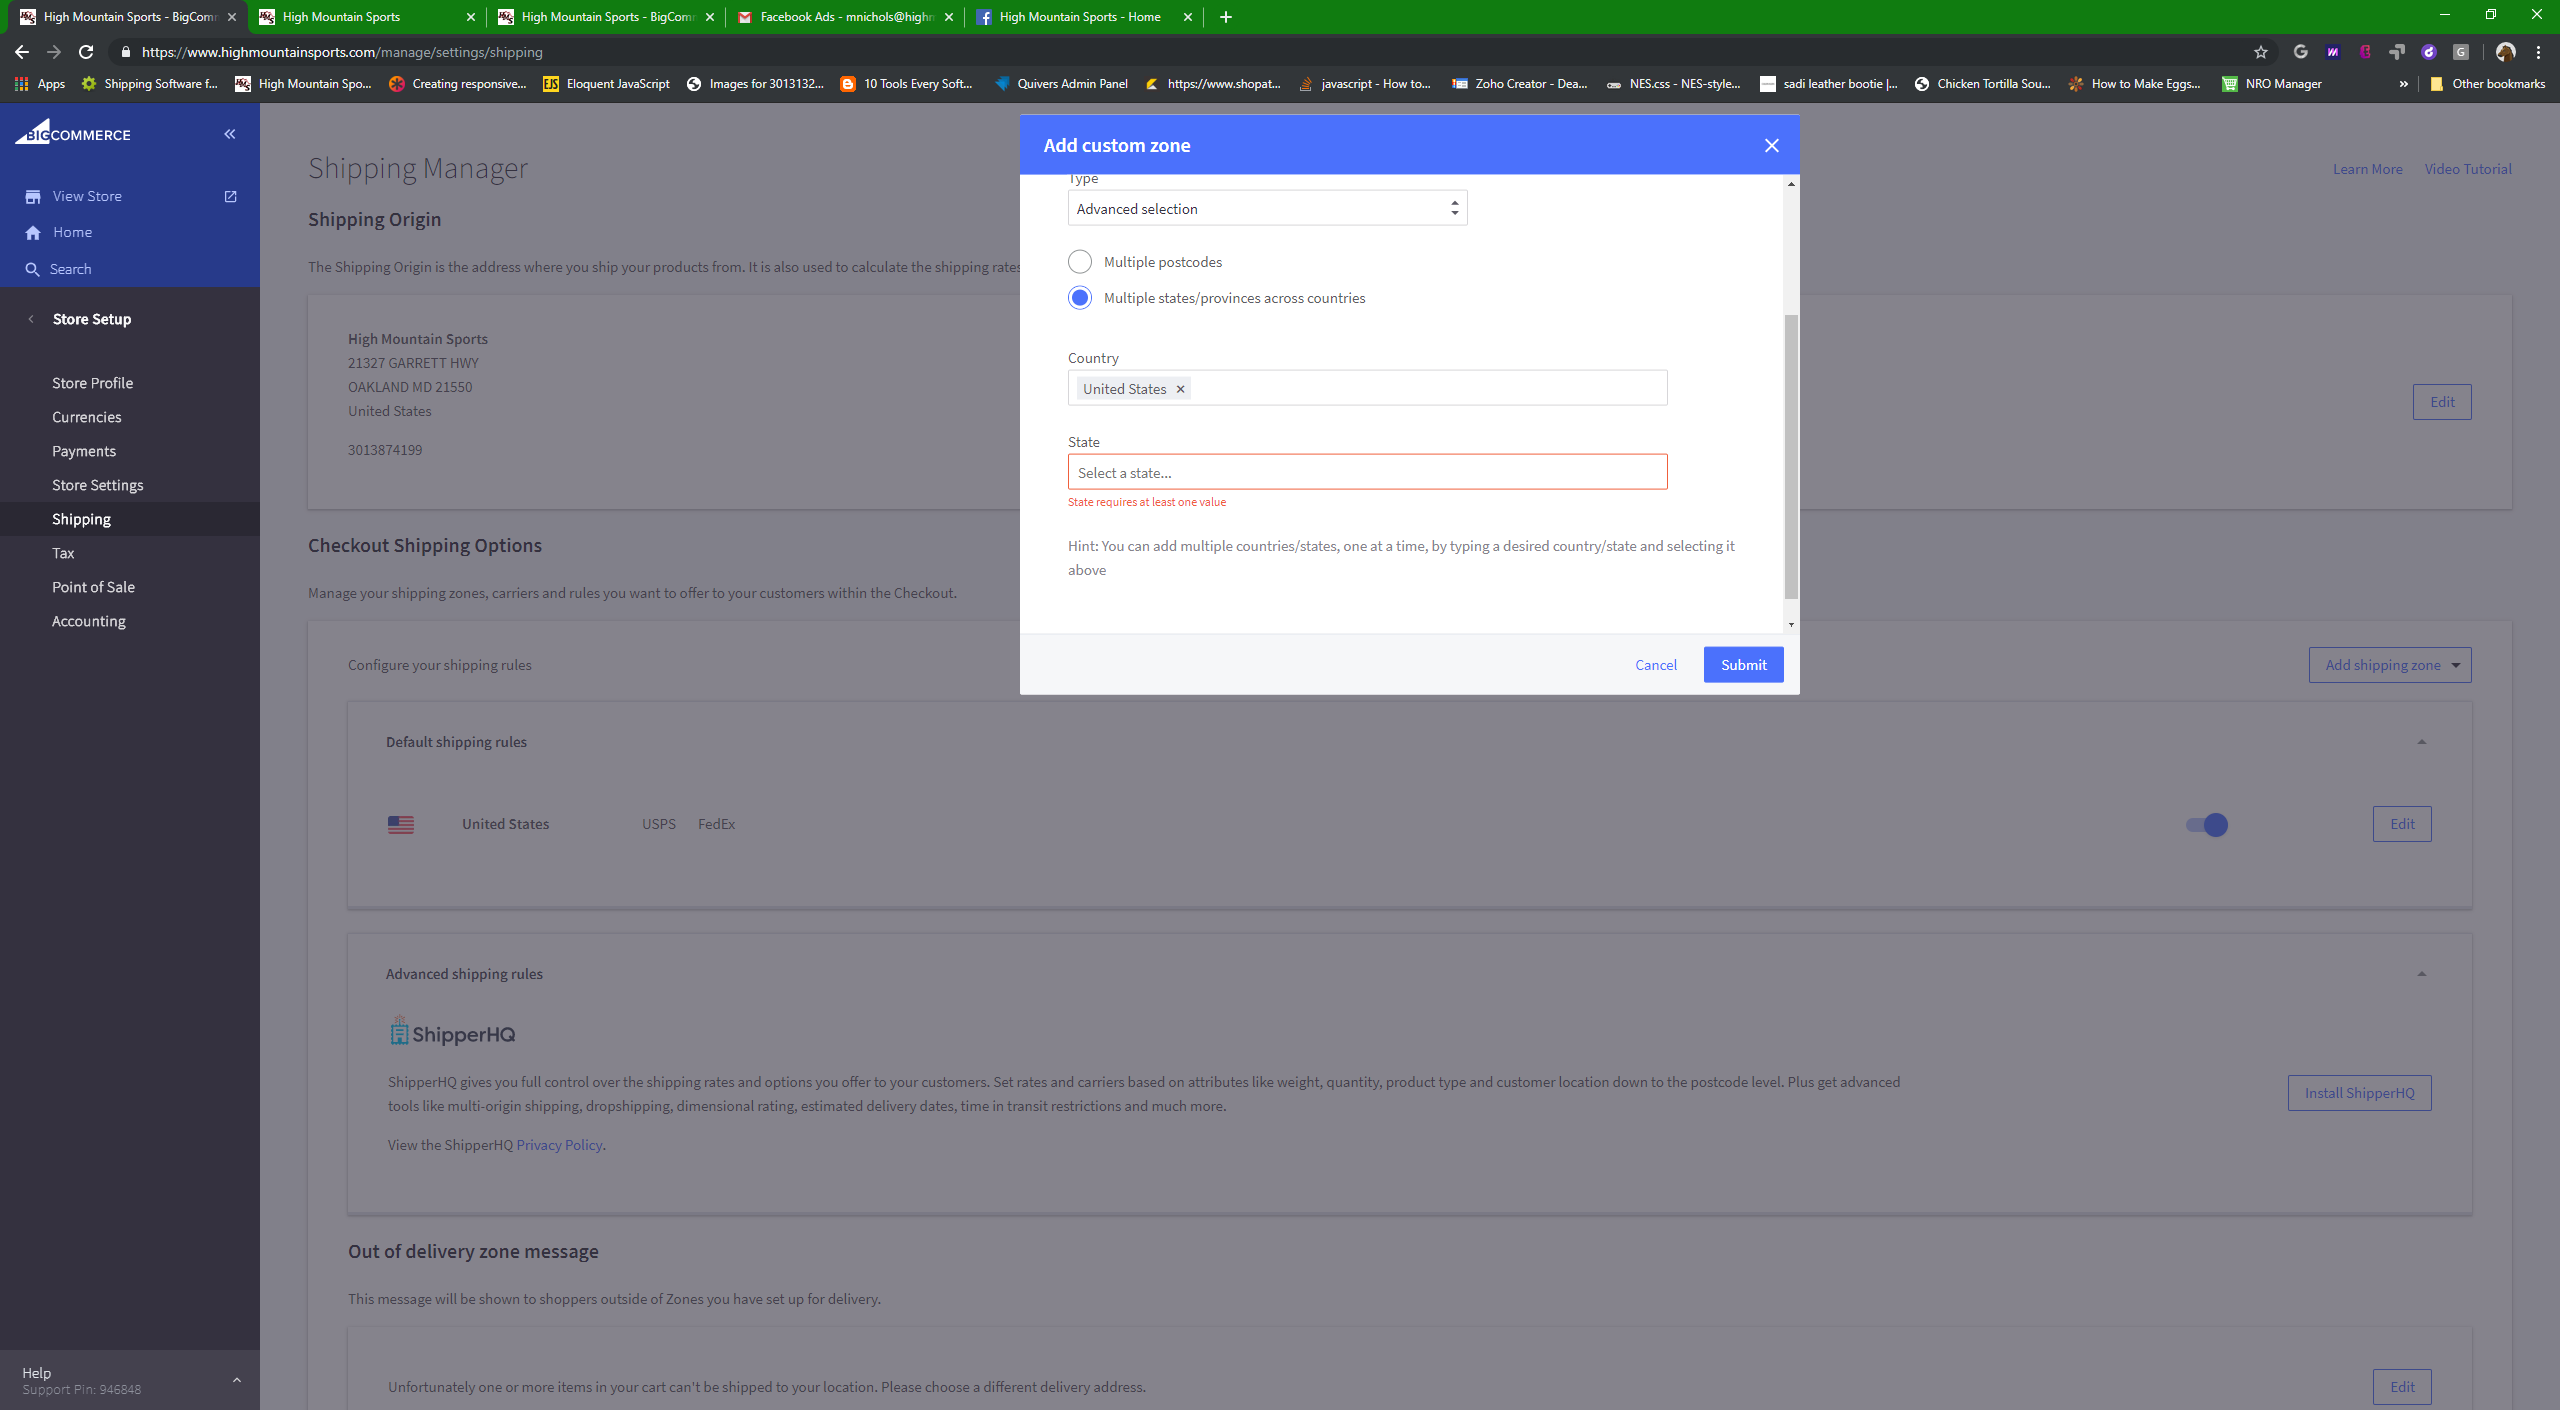 High Mountain Sports - BigComm
High Mountain Sports
High Mountain Sports - BigComm
Facebook Ads - mnichols@highm
High Mountain Sports - Home
https://www.highmountainsports.com/manage/settings/shipping
Apps
Shipping Software f...
High Mountain Spo...
Creating responsive...
Eloquent JavaScript
Images for 3013132...
10 Tools Every Soft...
Quivers Admin Panel
https://www.shopat...
javascript - How to...
Zoho Creator - Dea...
NES.css - NES-style...
sadi leather bootie |...
Chicken Tortilla Sou...
How to Make Eggs...
NRO Manager
Other bookmarks
BIGCOMMERCE
View Store
Home
Search
Store Setup
Store Profile
Currencies
Payments
Store Settings
Shipping
Tax
Point of Sale
Accounting
Help
Support Pin: 946848
Shipping Manager
Learn More
Video Tutorial
Shipping Origin
The Shipping Origin is the address where you ship your products from. It is also used to calculate the shipping rates
High Mountain Sports
21327 GARRETT HWY
OAKLAND MD 21550
United States
3013874199
Edit
Checkout Shipping Options
Manage your shipping zones, carriers and rules you want to offer to your customers within the Checkout.
Configure your shipping rules
Add shipping zone
Default shipping rules
United States
USPS
FedEx
Edit
Advanced shipping rules
ShipperHQ
ShipperHQ gives you full control over the shipping rates and options you offer to your customers. Set rates and carriers based on attributes like weight, quantity, product type and customer location down to the postcode level. Plus get advanced
tools like multi-origin shipping, dropshipping, dimensional rating, estimated delivery dates, time in transit restrictions and much more.
View the ShipperHQ Privacy Policy.
Install ShipperHQ
Out of delivery zone message
This message will be shown to shoppers outside of Zones you have set up for delivery.
Unfortunately one or more items in your cart can't be shipped to your location. Please choose a different delivery address.
Edit
Add custom zone
Type
Advanced selection
Multiple postcodes
Multiple states/provinces across countries
Country
United States
State
Select a state...
State requires at least one value
Hint: You can add multiple countries/states, one at a time, by typing a desired country/state and selecting it
above
Cancel
Submit